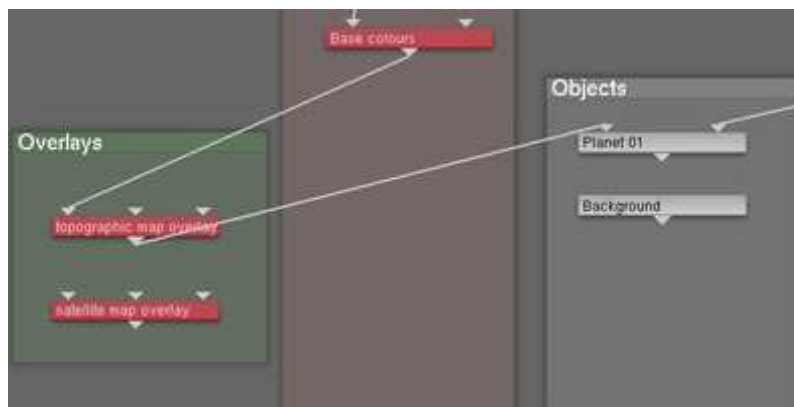 Base colours
Objects
Overlays
Planet 01
Background
topographic map overlay
satellite map overlay